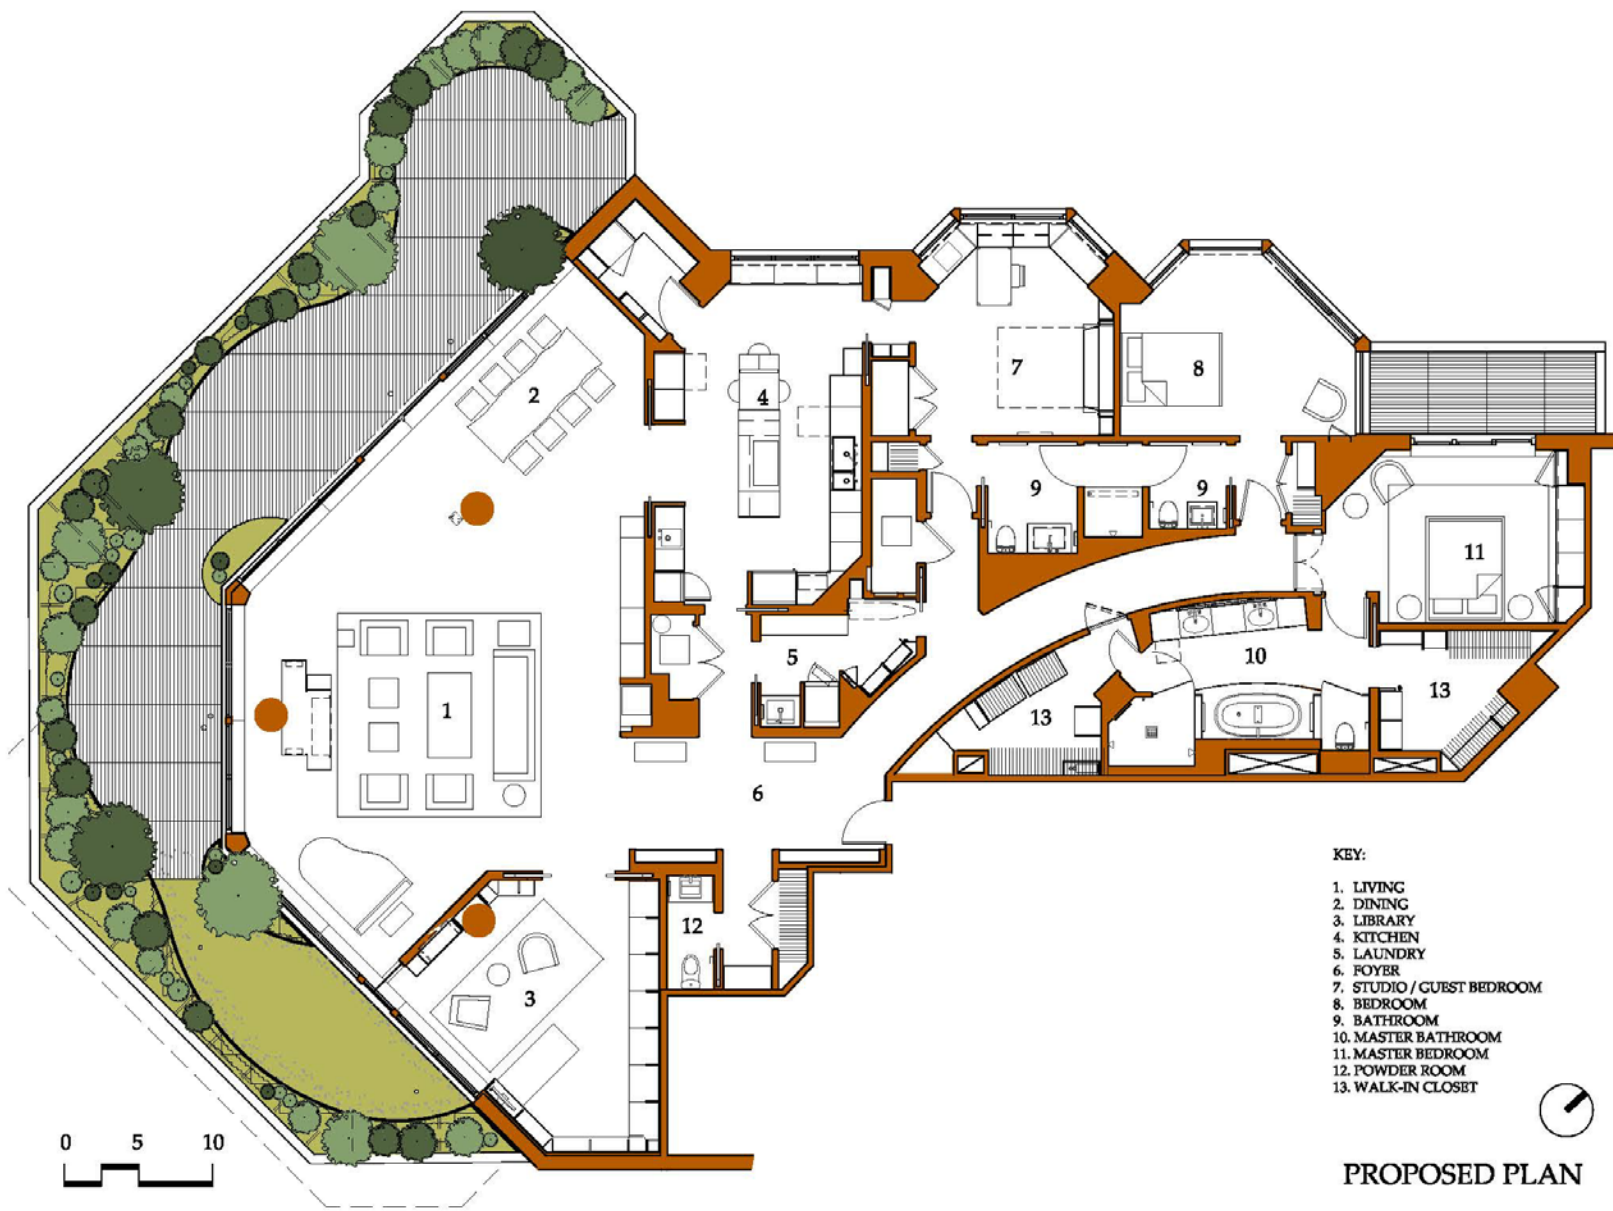 2
7
8
4
9
9
11
5
10
1
13
13
6
12
3
KEY:
1. LIVING
2. DINING
3. LIBRARY
4. KITCHEN
5. LAUNDRY
6. FOYER
7. STUDIO / GUEST BEDROOM
8. BEDROOM
9. BATHROOM
10. MASTER BATHROOM
11. MASTER BEDROOM
12. POWDER ROOM
13. WALK-IN CLOSET
0 5 10
PROPOSED PLAN